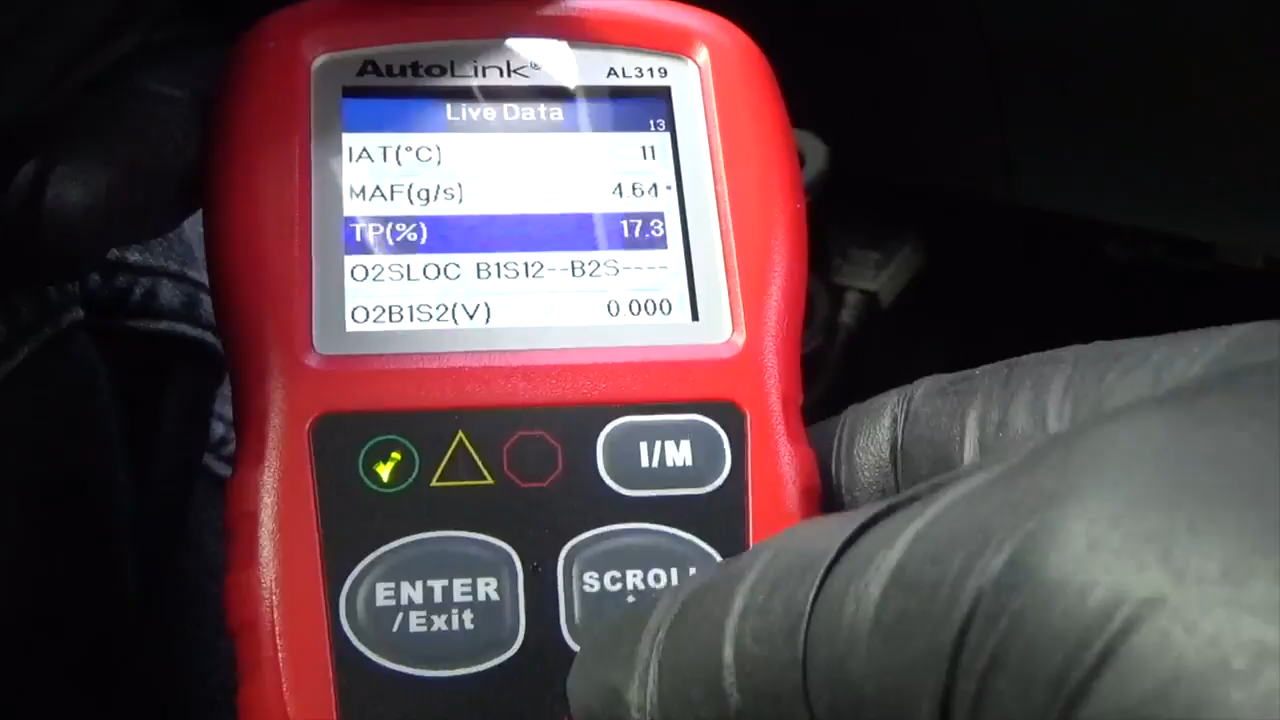 AutoLink® AL319
Live Data
13
IAT(°C) 11
MAF(g/s) 4.64
TP(%) 17.3
O2SLOC B1S12--B2S----
O2B1S2(V) 0.000
I/M
ENTER
/Exit
SCROLL